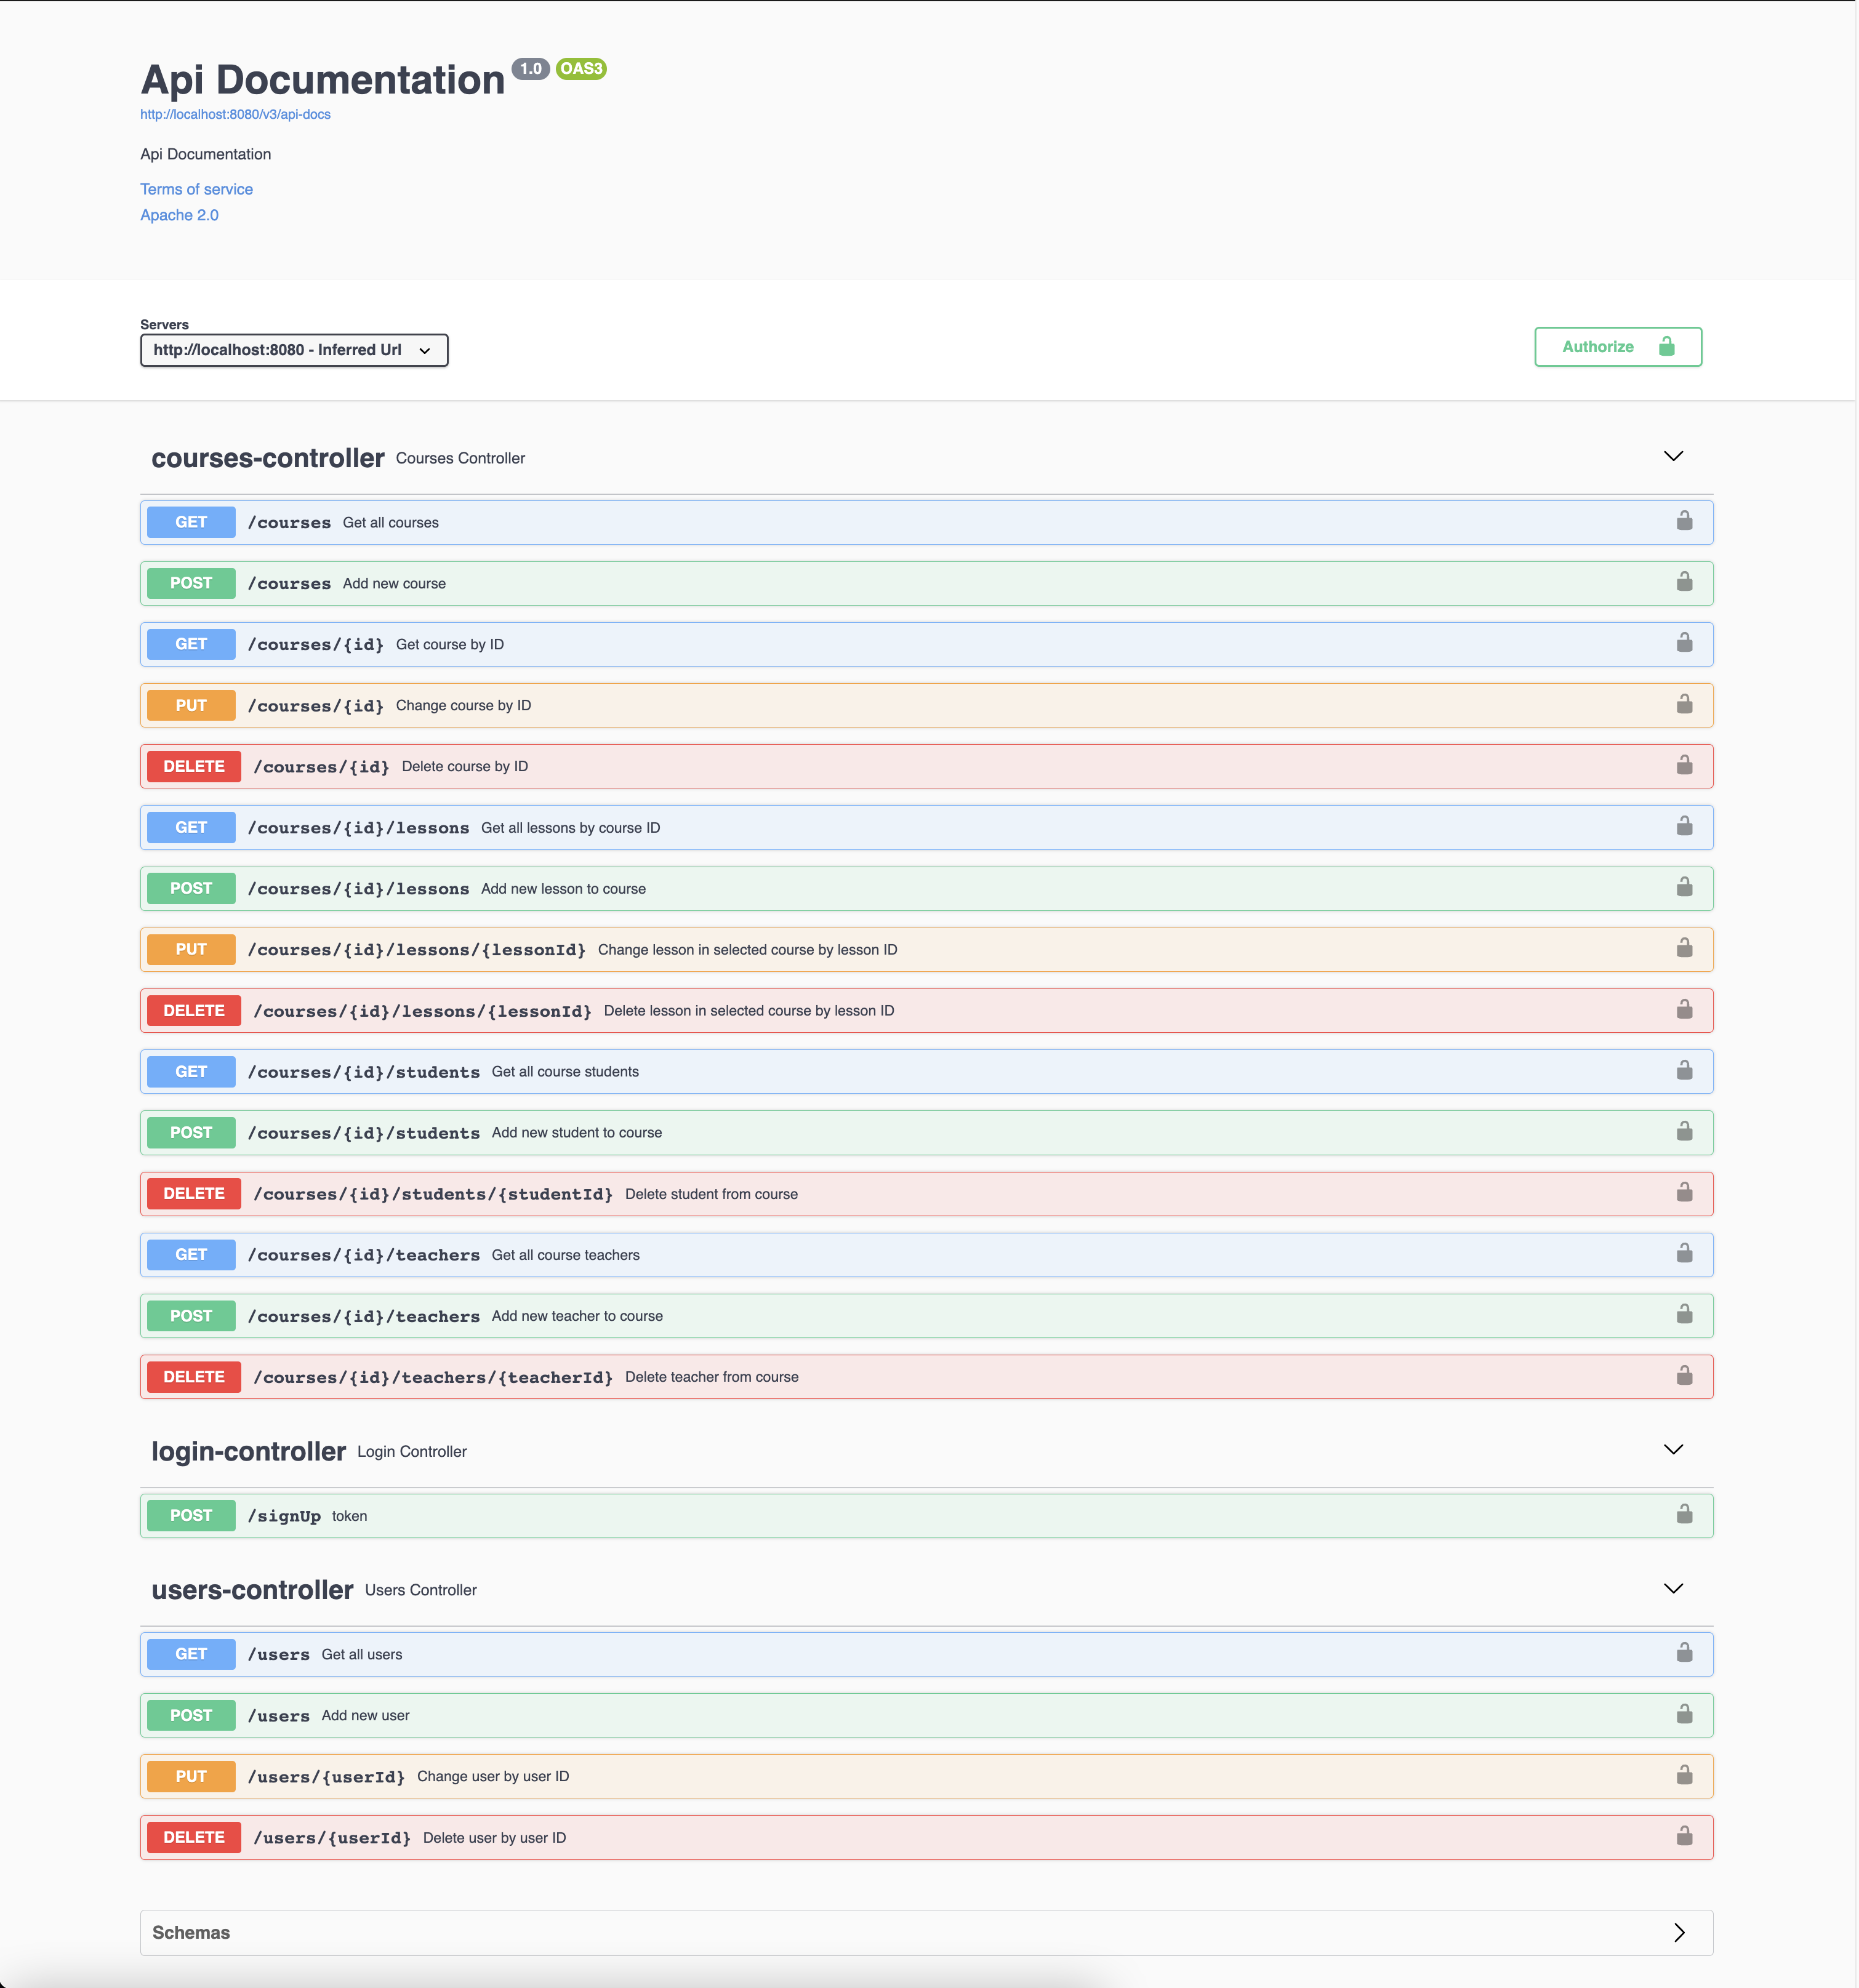 Api Documentation 1.0 OAS3
http://localhost:8080/v3/api-docs
Api Documentation
Terms of service
Apache 2.0
Servers
http://localhost:8080 - Inferred Url
Authorize
courses-controller Courses Controller
GET /courses Get all courses
POST /courses Add new course
GET /courses/{id} Get course by ID
PUT /courses/{id} Change course by ID
DELETE /courses/{id} Delete course by ID
GET /courses/{id}/lessons Get all lessons by course ID
POST /courses/{id}/lessons Add new lesson to course
PUT /courses/{id}/lessons/{lessonId} Change lesson in selected course by lesson ID
DELETE /courses/{id}/lessons/{lessonId} Delete lesson in selected course by lesson ID
GET /courses/{id}/students Get all course students
POST /courses/{id}/students Add new student to course
DELETE /courses/{id}/students/{studentId} Delete student from course
GET /courses/{id}/teachers Get all course teachers
POST /courses/{id}/teachers Add new teacher to course
DELETE /courses/{id}/teachers/{teacherId} Delete teacher from course
login-controller Login Controller
POST /signUp token
users-controller Users Controller
GET /users Get all users
POST /users Add new user
PUT /users/{userId} Change user by user ID
DELETE /users/{userId} Delete user by user ID
Schemas